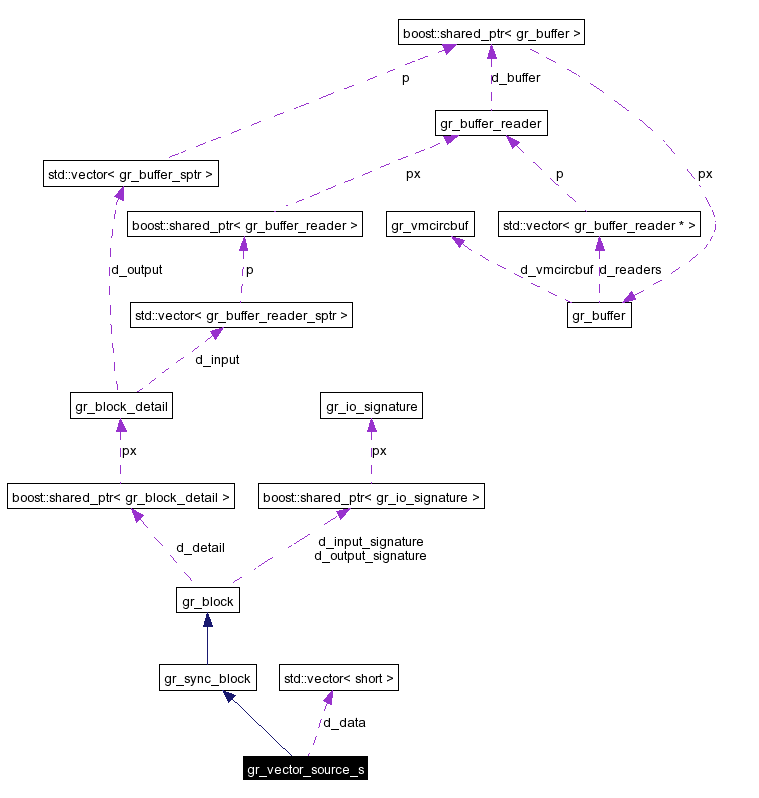 boost::shared_ptr< gr_buffer >
p
d_buffer
gr_buffer_reader
std::vector< gr_buffer_sptr >
px
p
px
boost::shared_ptr< gr_buffer_reader >
gr_vmcircbuf
std::vector< gr_buffer_reader * >
d_output
p
d_vmcircbuf
d_readers
std::vector< gr_buffer_reader_sptr >
gr_buffer
d_input
gr_block_detail
gr_io_signature
px
px
boost::shared_ptr< gr_block_detail >
boost::shared_ptr< gr_io_signature >
d_detail
d_input_signature
d_output_signature
gr_block
gr_sync_block
std::vector< short >
d_data
gr_vector_source_s